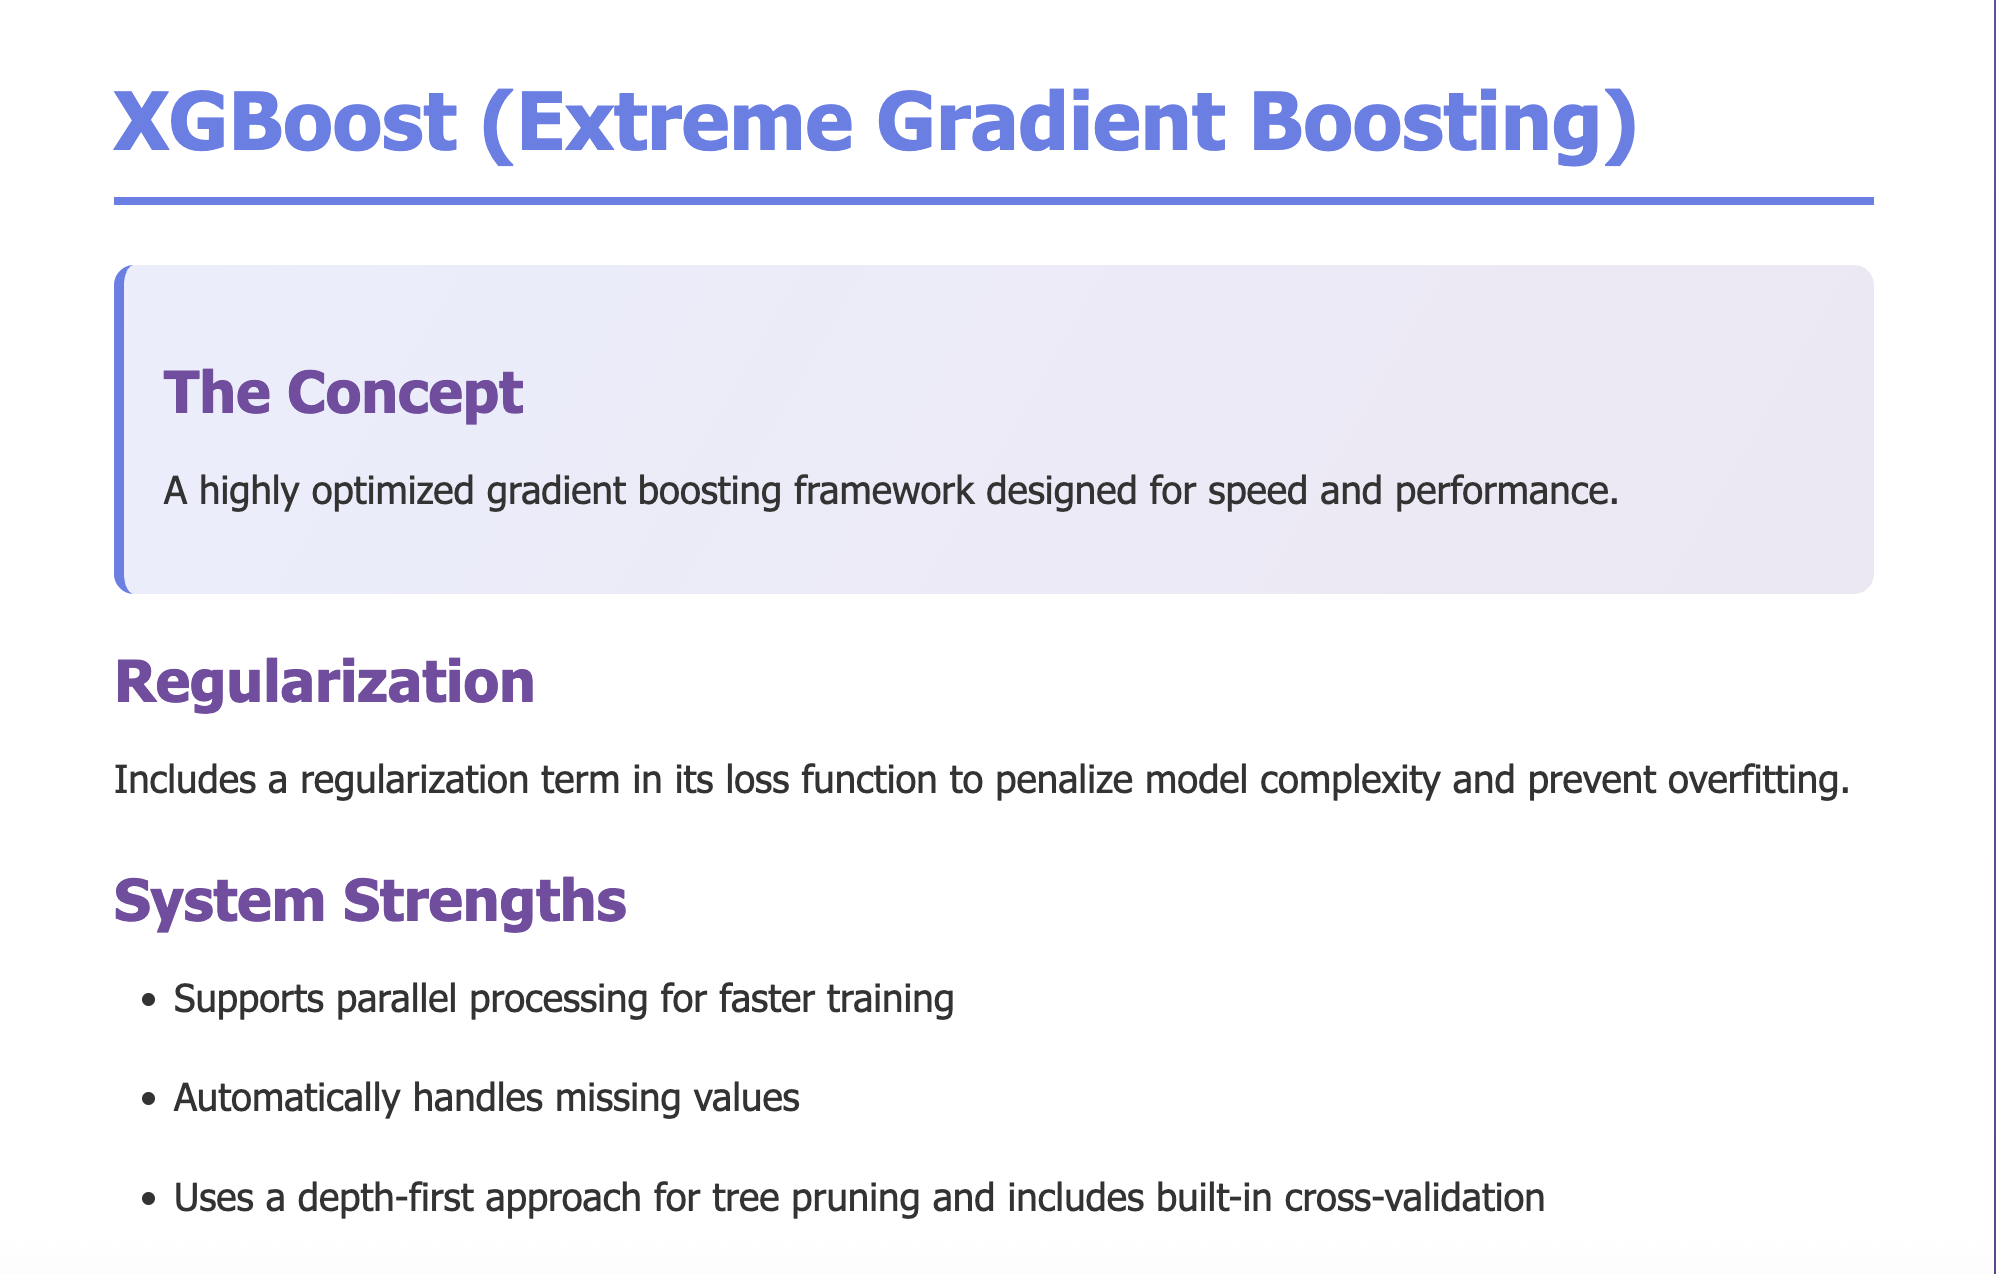 XGBoost (Extreme Gradient Boosting)
The Concept
A highly optimized gradient boosting framework designed for speed and performance.
Regularization
Includes a regularization term in its loss function to penalize model complexity and prevent overfitting.
System Strengths
• Supports parallel processing for faster training
• Automatically handles missing values
• Uses a depth-first approach for tree pruning and includes built-in cross-validation